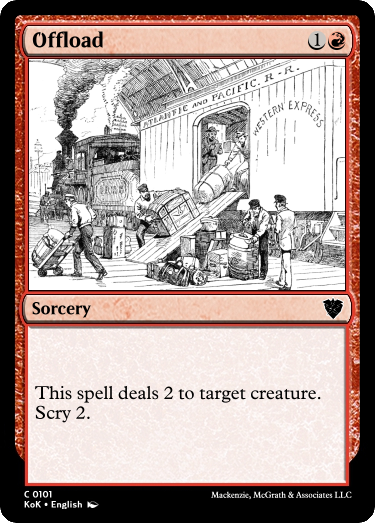 Offload 1
ATLANTIC AND PACIFIC. R.R.
WESTERN EXPRESS
Sorcery
This spell deals 2 to target creature.
Scry 2.
C 0101
KoK • English
Mackenzie, McGrath & Associates LLC